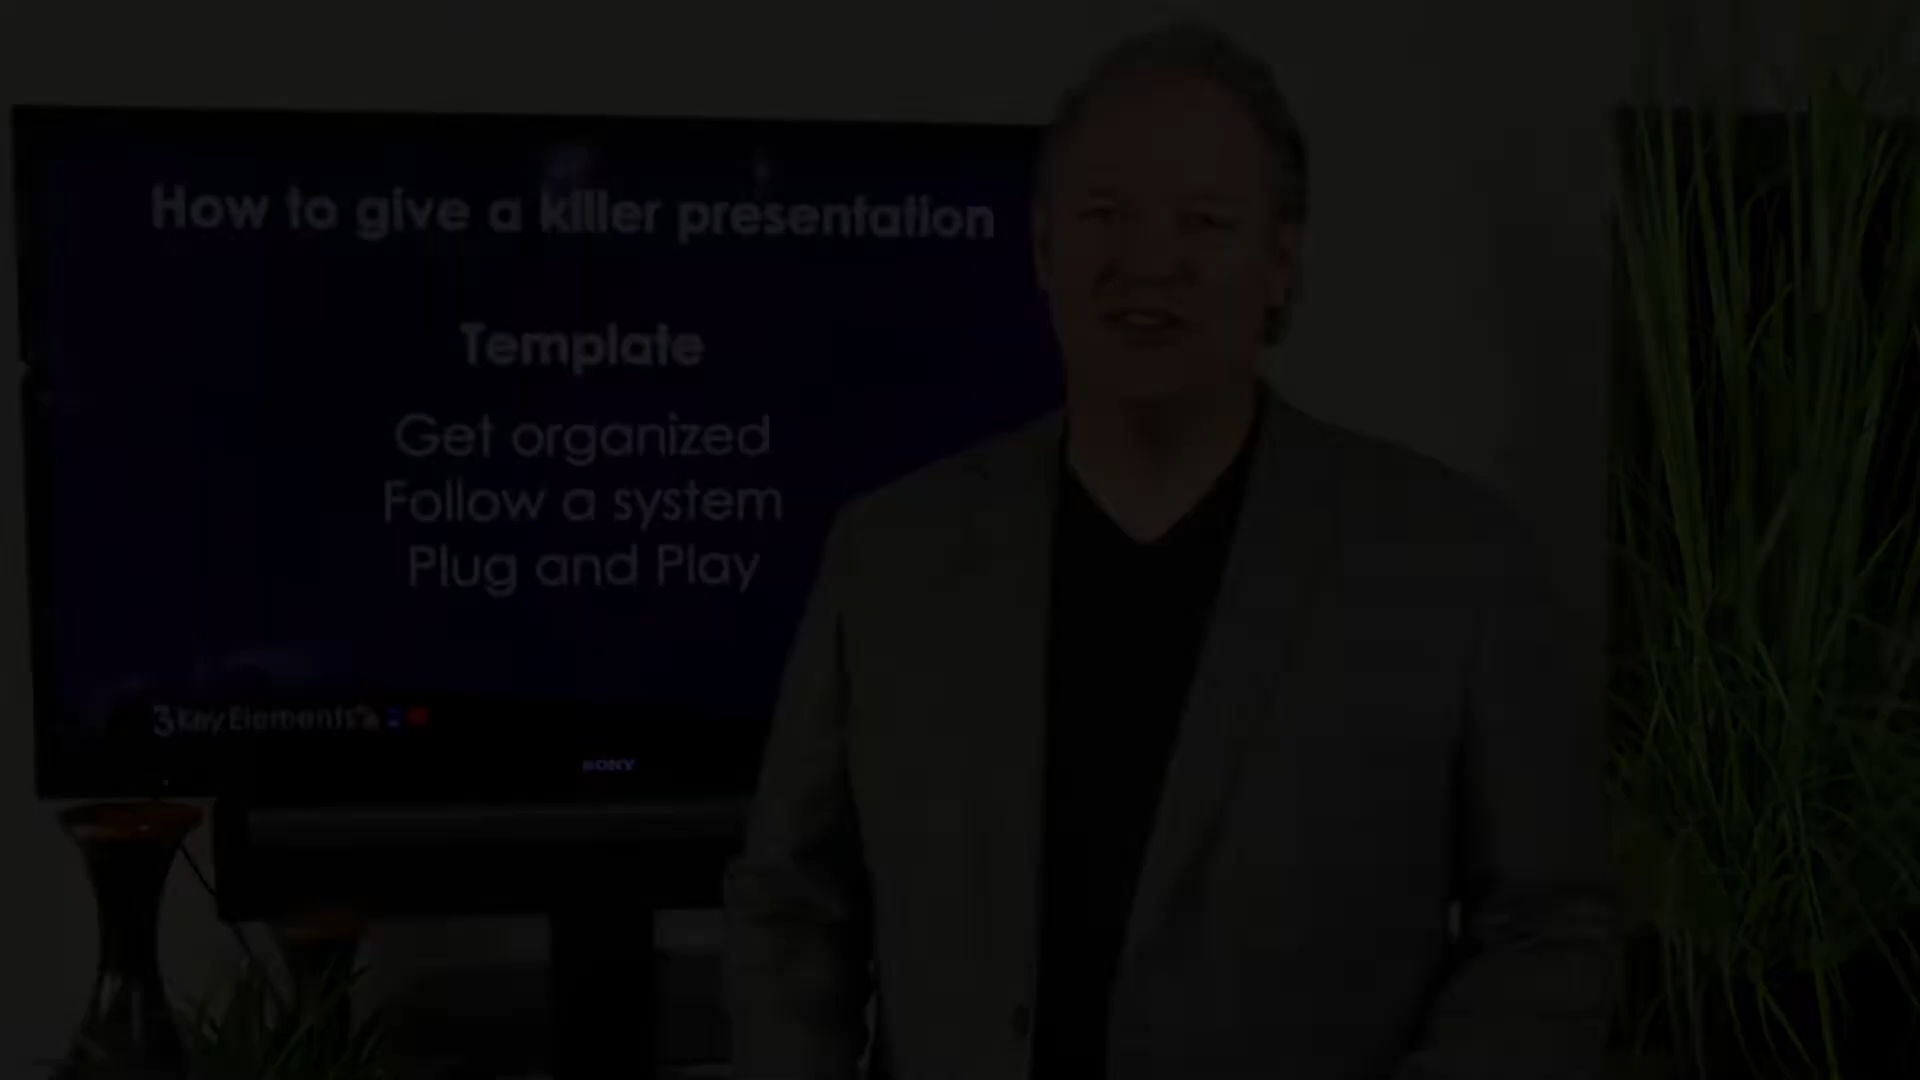 How to give a killer presentation
Template
Get organized
Follow a system
Plug and Play
3 Key Elements
SONY